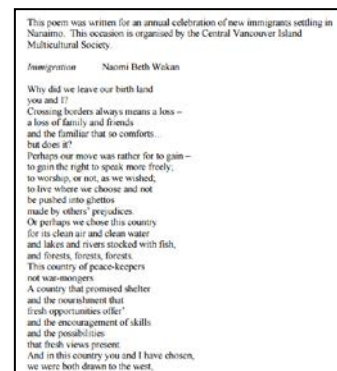 This poem was written for an annual celebration of new immigrants settling in
Nanaimo. This occasion is organised by the Central Vancouver Island
Multicultural Society.
Immigration Naomi Beth Wakan
Why did we leave our birth land
you and I?
Crossing borders always means a loss –
a loss of family and friends
and the familiar that so comforts...
but does it?
Perhaps our move was rather for to gain –
to gain the right to speak more freely;
to worship, or not, as we wished;
to live where we choose and not
be pushed into ghettos
made by others' prejudices.
Or perhaps we chose this country
for its clean air and clean water
and lakes and rivers stocked with fish,
and forests, forests, forests.
This country of peace-keepers
not war-mongers
A country that promised shelter
and the nourishment that
fresh opportunities offer'
and the encouragement of skills
and the possibilities
that fresh views present.
And in this country you and I have chosen,
we were both drawn to the west,